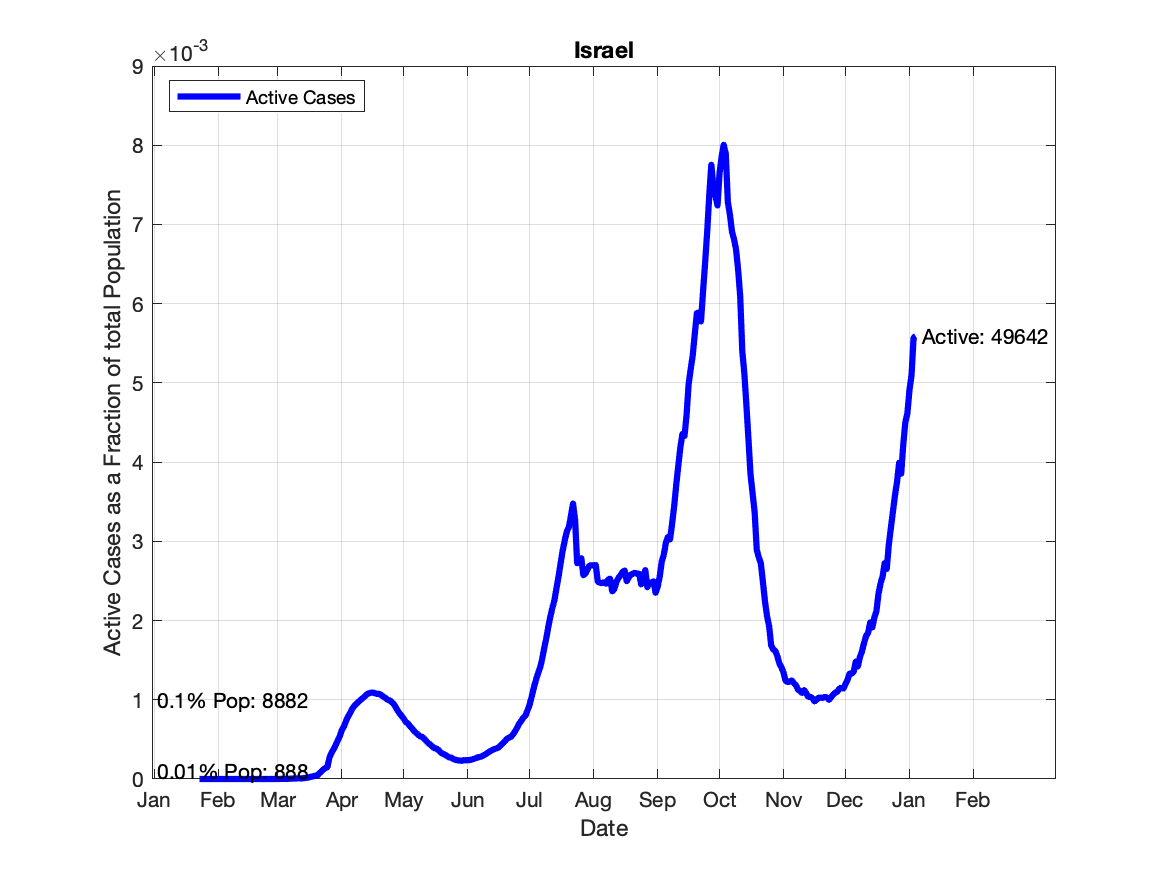 Israel
×10-3
9
Active Cases
8
7
6
Active: 49642
5
4
3
2
1
0.1% Pop: 8882
0.01% Pop: 888
0
Active Cases as a Fraction of total Population
Jan Feb Mar Apr May Jun Jul Aug Sep Oct Nov Dec Jan Feb
Date